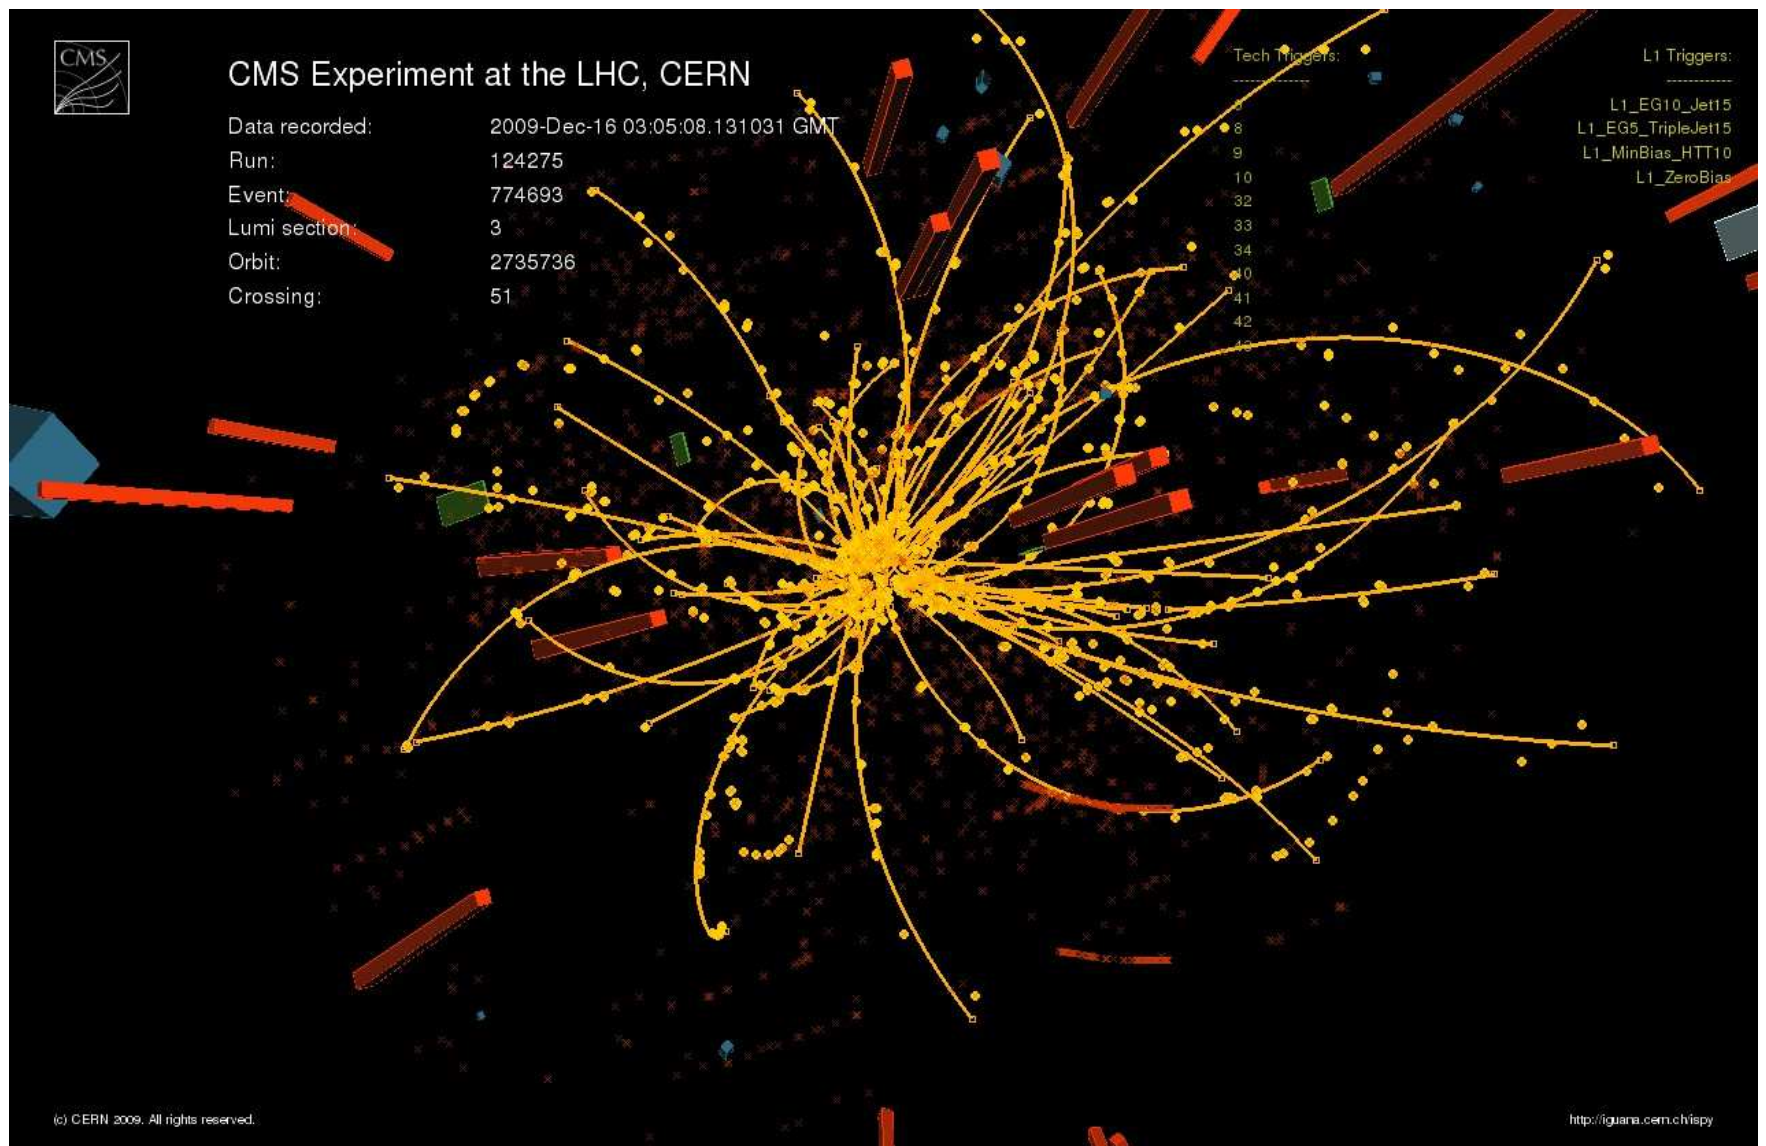 CMS
CMS Experiment at the LHC, CERN
Data recorded: 2009-Dec-16 03:05:08.131031 GMT
Run: 124275
Event: 774693
Lumi section: 3
Orbit: 2735736
Crossing: 51
Tech Triggers:
--------------
8
9
10
32
33
34
40
41
42
L1 Triggers:
------------
L1_EG10_Jet15
L1_EG5_TripleJet15
L1_MinBias_HTT10
L1_ZeroBias
(c) CERN 2009. All rights reserved.
http://iguana.cern.ch/ispy